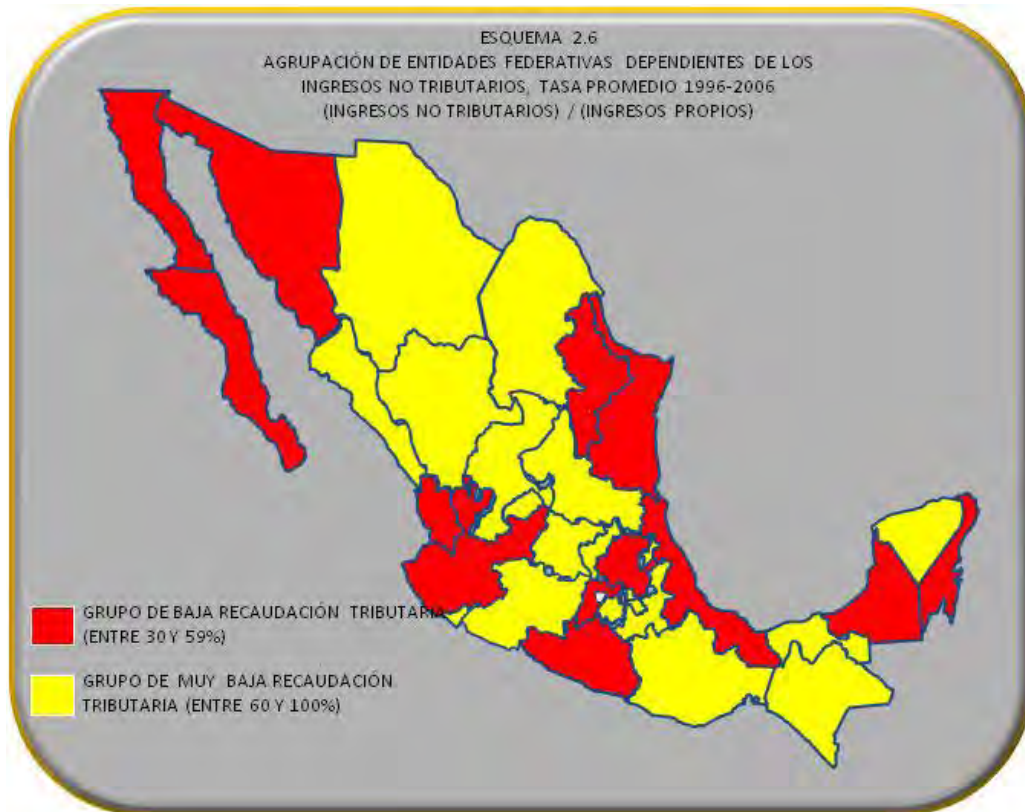 ESQUEMA 2.6
AGRUPACIÓN DE ENTIDADES FEDERATIVAS DEPENDIENTES DE LOS
INGRESOS NO TRIBUTARIOS, TASA PROMEDIO 1996-2006
(INGRESOS NO TRIBUTARIOS) / (INGRESOS PROPIOS)
GRUPO DE BAJA RECAUDACIÓN TRIBUTARIA
(ENTRE 30 Y 59%)
GRUPO DE MUY BAJA RECAUDACIÓN
TRIBUTARIA (ENTRE 60 Y 100%)